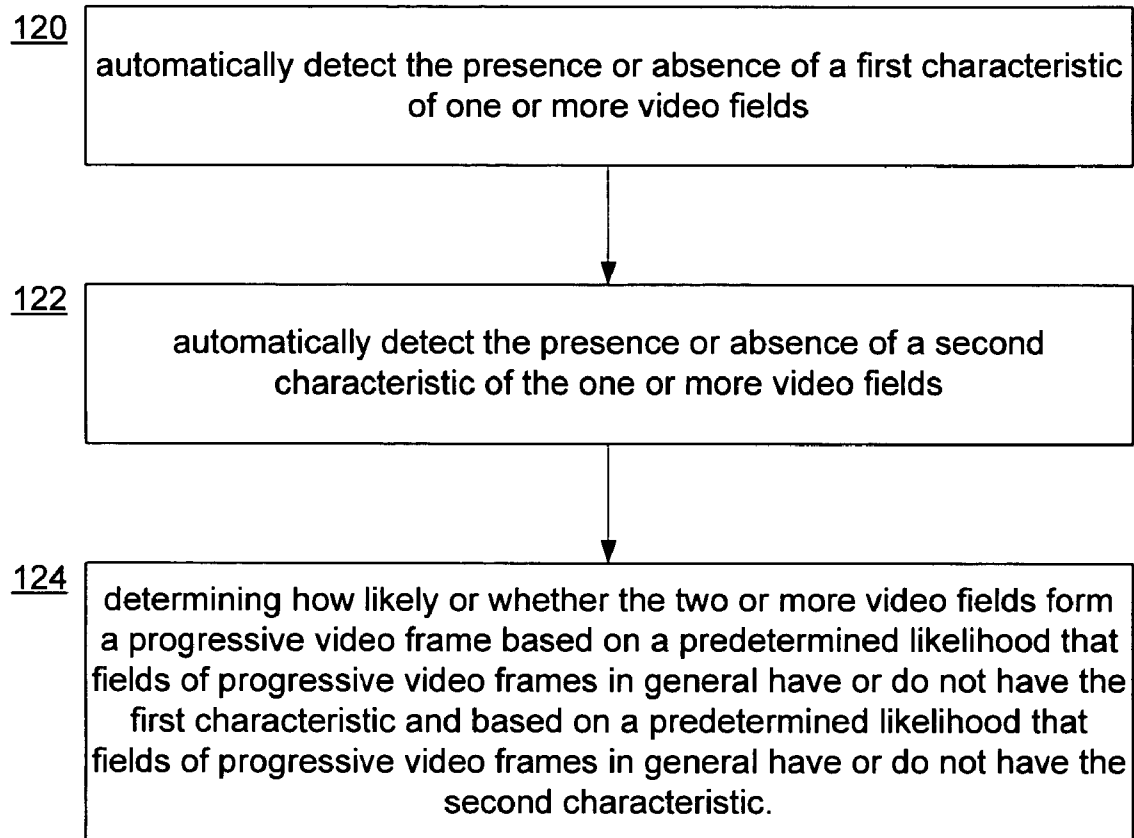 120
automatically detect the presence or absence of a first characteristic
of one or more video fields
122
automatically detect the presence or absence of a second
characteristic of the one or more video fields
124
determining how likely or whether the two or more video fields form
a progressive video frame based on a predetermined likelihood that
fields of progressive video frames in general have or do not have the
first characteristic and based on a predetermined likelihood that
fields of progressive video frames in general have or do not have the
second characteristic.